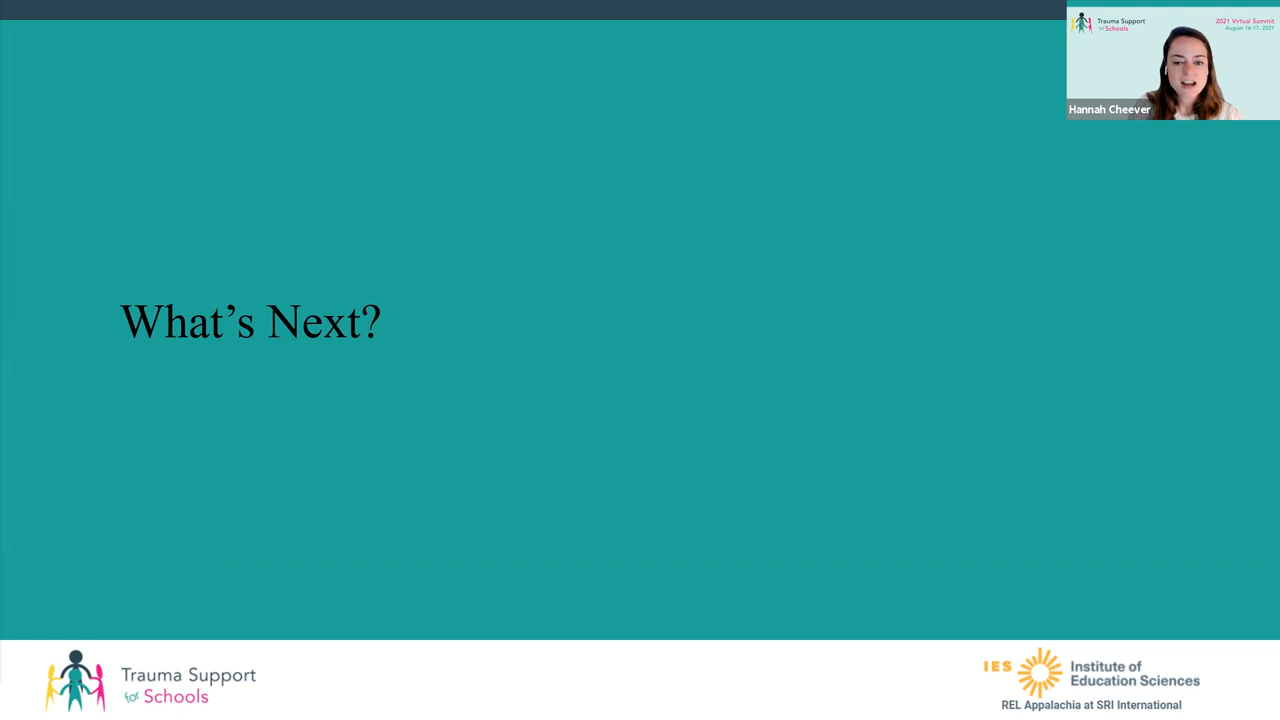 Trauma Support
for Schools
2021 Virtual Summit
August 16-17, 2021
Hannah Cheever
What's Next?
Trauma Support
for Schools
IES
Institute of
Education Sciences
REL Appalachia at SRI International